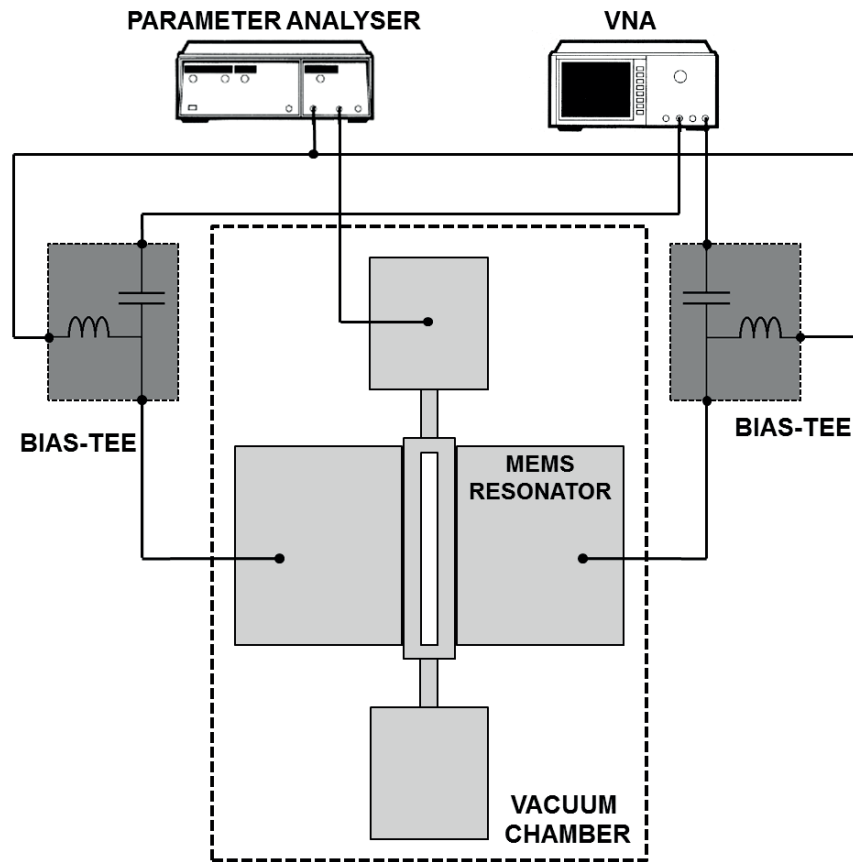 PARAMETER ANALYSER
VNA
BIAS-TEE
BIAS-TEE
MEMS
RESONATOR
VACUUM
CHAMBER